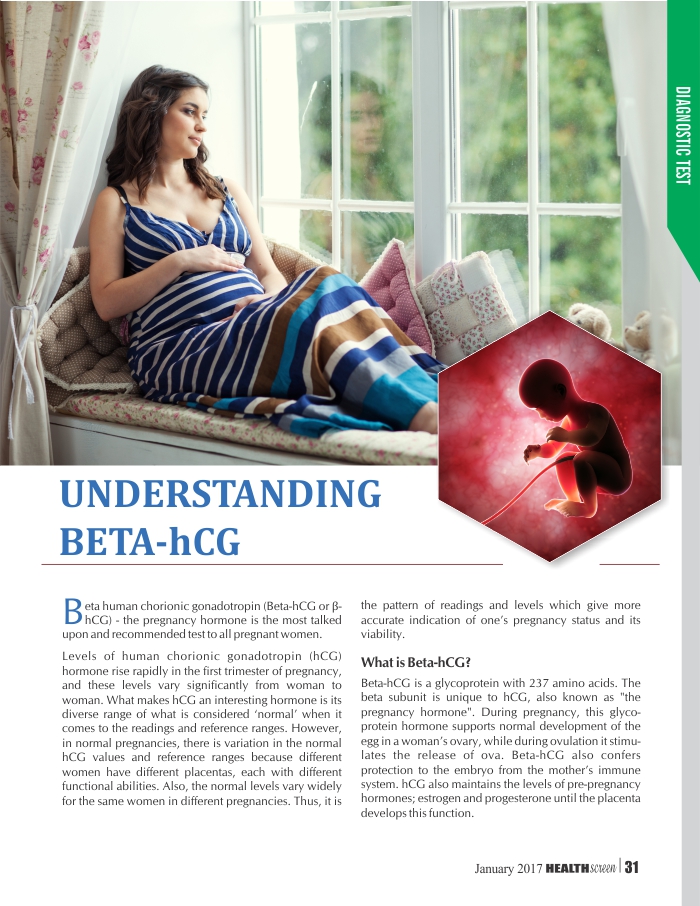 DIAGNOSTIC TEST
UNDERSTANDING
BETA-hCG
Beta human chorionic gonadotropin (Beta-hCG or β-
hCG) - the pregnancy hormone is the most talked
upon and recommended test to all pregnant women.
Levels of human chorionic gonadotropin (hCG)
hormone rise rapidly in the first trimester of pregnancy,
and these levels vary significantly from woman to
woman. What makes hCG an interesting hormone is its
diverse range of what is considered ‘normal’ when it
comes to the readings and reference ranges. However,
in normal pregnancies, there is variation in the normal
hCG values and reference ranges because different
women have different placentas, each with different
functional abilities. Also, the normal levels vary widely
for the same women in different pregnancies. Thus, it is
the pattern of readings and levels which give more
accurate indication of one’s pregnancy status and its
viability.
What is Beta-hCG?
Beta-hCG is a glycoprotein with 237 amino acids. The
beta subunit is unique to hCG, also known as "the
pregnancy hormone". During pregnancy, this glyco-
protein hormone supports normal development of the
egg in a woman’s ovary, while during ovulation it stimu-
lates the release of ova. Beta-hCG also confers
protection to the embryo from the mother’s immune
system. hCG also maintains the levels of pre-pregnancy
hormones; estrogen and progesterone until the placenta
develops this function.
January 2017 HEALTHscreen | 31